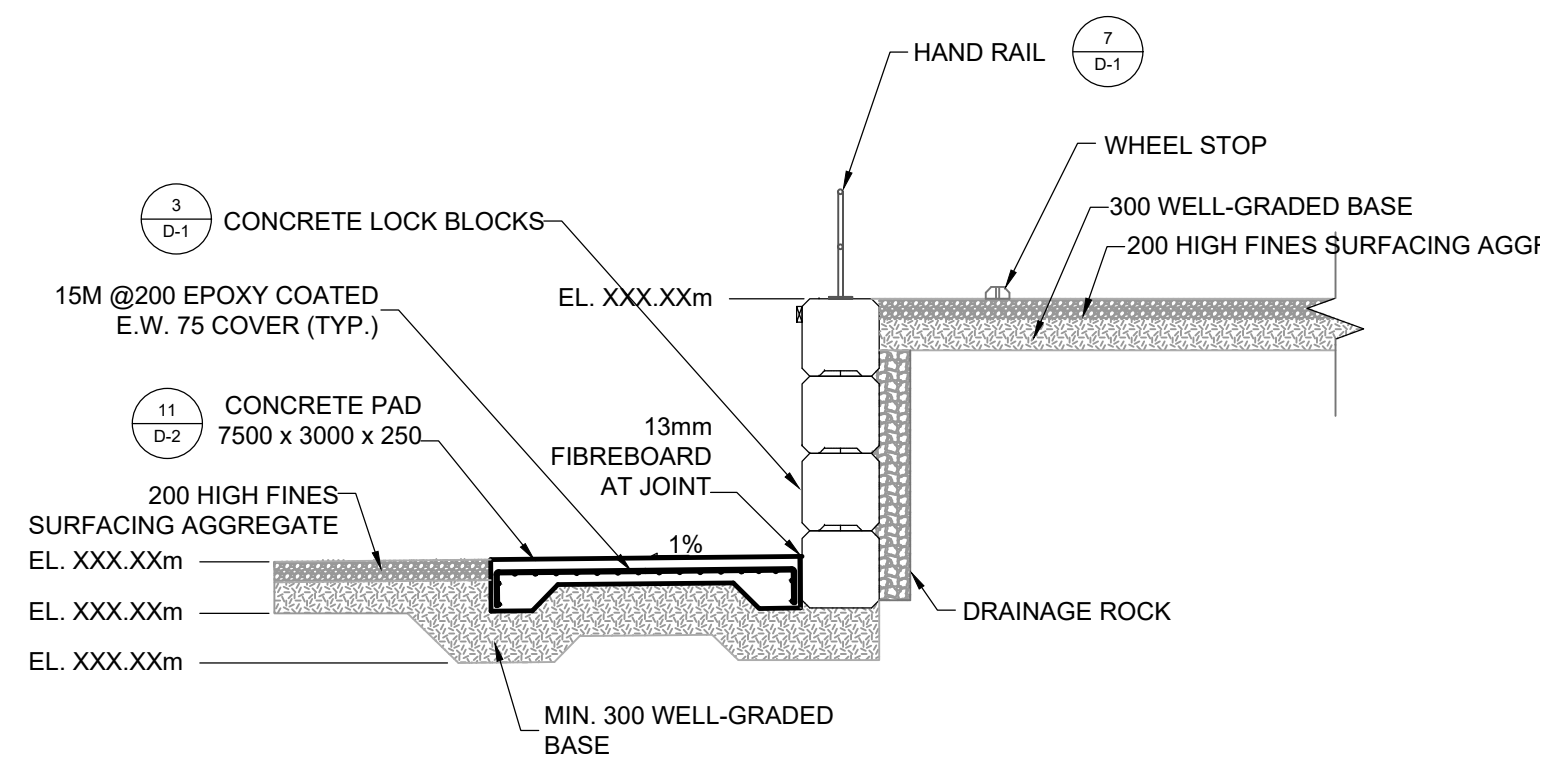 HAND RAIL
7
D-1
WHEEL STOP
3
D-1
CONCRETE LOCK BLOCKS
300 WELL-GRADED BASE
200 HIGH FINES SURFACING AGGR
15M @200 EPOXY COATED
E.W. 75 COVER (TYP.)
EL. XXX.XXm
11
D-2
CONCRETE PAD
7500 x 3000 x 250
13mm
FIBREBOARD
AT JOINT
200 HIGH FINES
SURFACING AGGREGATE
1%
EL. XXX.XXm
EL. XXX.XXm
EL. XXX.XXm
DRAINAGE ROCK
MIN. 300 WELL-GRADED
BASE